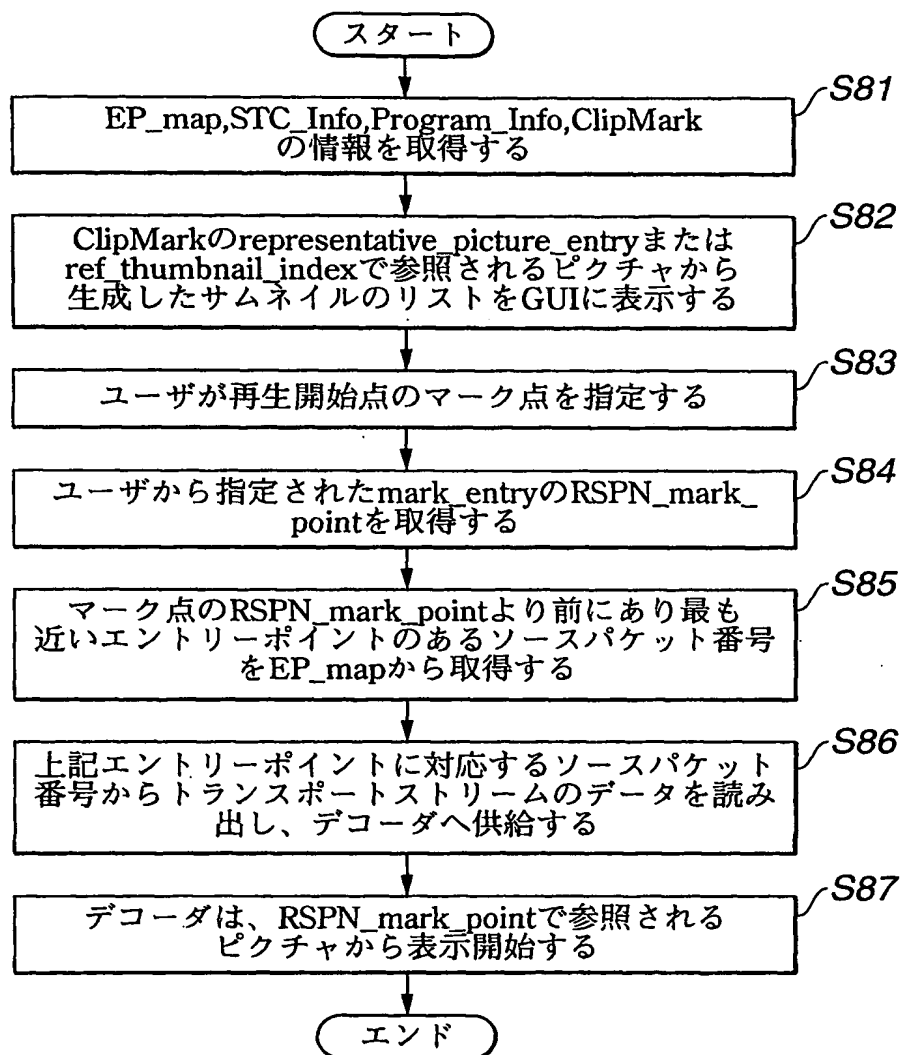 スタート
S81
EP_map,STC_Info,Program_Info,ClipMark
の情報を取得する
S82
ClipMarkのrepresentative_picture_entryまたは
ref_thumbnail_indexで参照されるピクチャから
生成したサムネイルのリストをGUIに表示する
S83
ユーザが再生開始点のマーク点を指定する
S84
ユーザから指定されたmark_entryのRSPN_mark_
pointを取得する
S85
マーク点のRSPN_mark_pointより前にあり最も
近いエントリーポイントのあるソースパケット番号
をEP_mapから取得する
S86
上記エントリーポイントに対応するソースパケット
番号からトランスポートストリームのデータを読み
出し、デコーダへ供給する
S87
デコーダは、RSPN_mark_pointで参照される
ピクチャから表示開始する
エンド